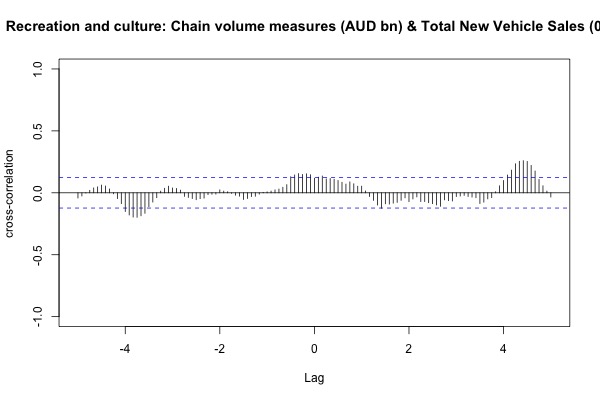 Recreation and culture: Chain volume measures (AUD bn) & Total New Vehicle Sales (0
1.0
0.5
0.0
-0.5
-1.0
cross-correlation
-4 -2 0 2 4
Lag